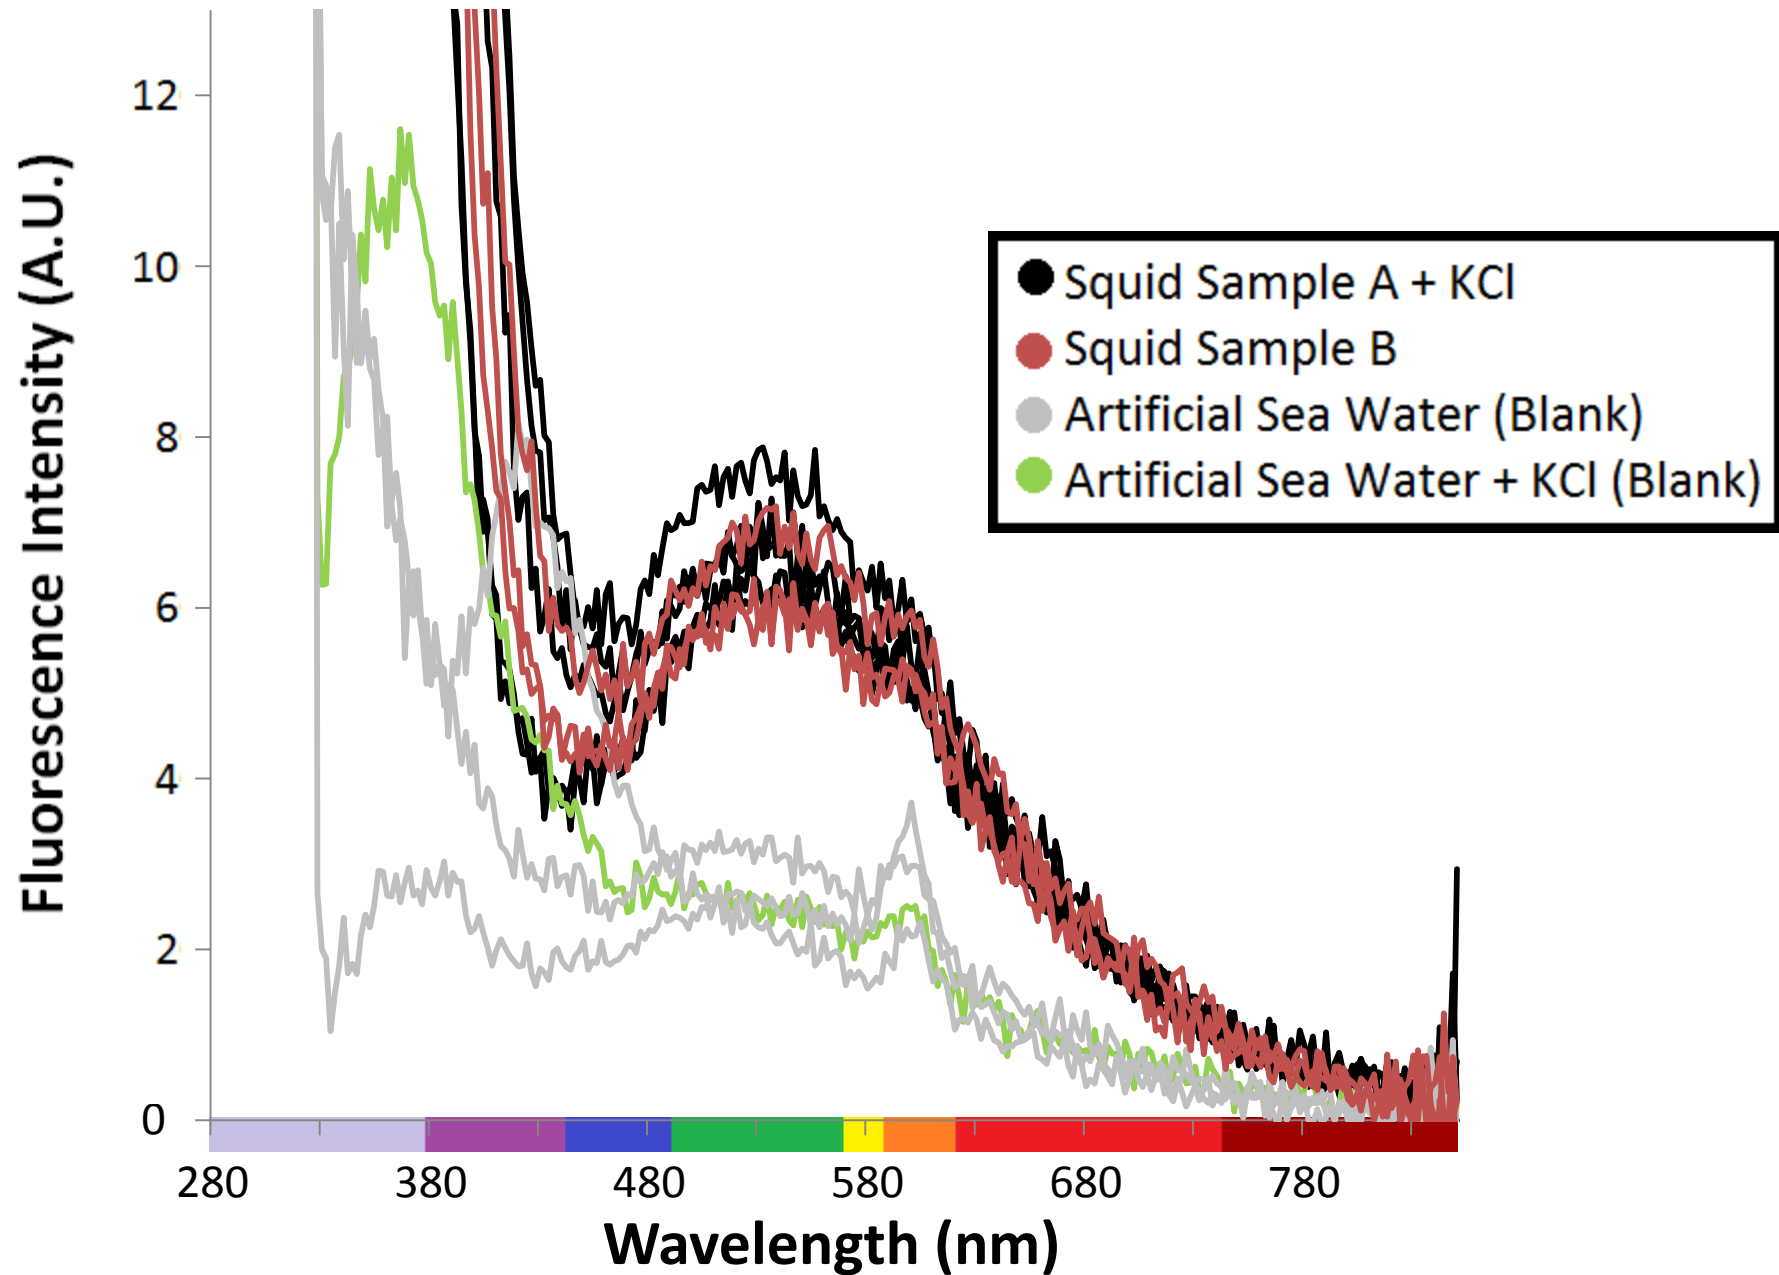 Fluorescence Intensity (A.U.)
12
10
8
6
4
2
0
Squid Sample A + KCl
Squid Sample B
Artificial Sea Water (Blank)
Artificial Sea Water + KCl (Blank)
280 380 480 580 680 780
Wavelength (nm)